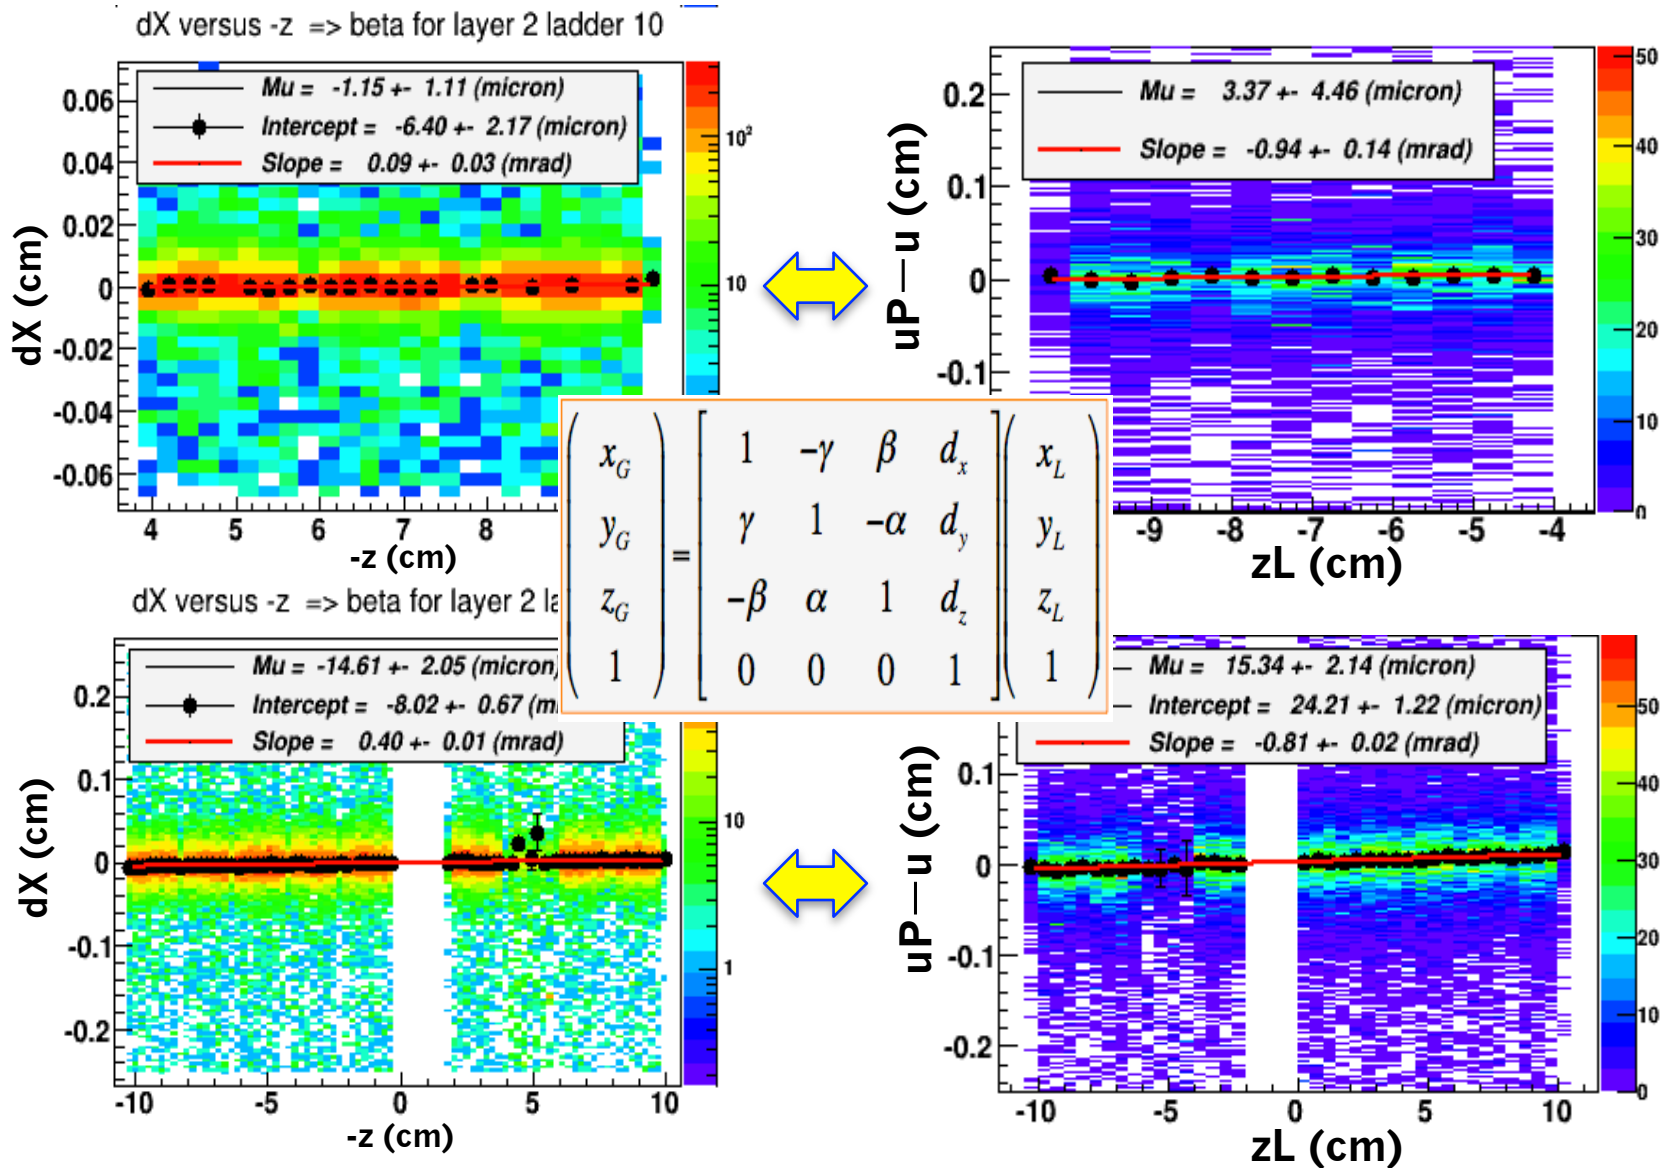 dX versus -z => beta for layer 2 ladder 10
Mu = -1.15 +- 1.11 (micron)
Intercept = -6.40 +- 2.17 (micron)
Slope = 0.09 +- 0.03 (mrad)
0.06
0.04
0.02
0
-0.02
-0.04
-0.06
dX (cm)
4 5 6 7 8
-z (cm)
10²
10
Mu = 3.37 +- 4.46 (micron)
Slope = -0.94 +- 0.14 (mrad)
0.2
0.1
0
-0.1
uP—u (cm)
-9 -8 -7 -6 -5 -4
zL (cm)
50
40
30
20
10
0
x_G 1 -γ β d_x x_L
y_G γ 1 -α d_y y_L
=
z_G -β α 1 d_z z_L
1 0 0 0 1 1
dX versus -z => beta for layer 2 la
Mu = -14.61 +- 2.05 (micron)
Intercept = -8.02 +- 0.67 (m
Slope = 0.40 +- 0.01 (mrad)
0.2
0.1
0
-0.1
-0.2
dX (cm)
-10 -5 0 5 10
-z (cm)
10
1
Mu = 15.34 +- 2.14 (micron)
Intercept = 24.21 +- 1.22 (micron)
Slope = -0.81 +- 0.02 (mrad)
0.1
0
-0.1
-0.2
uP—u (cm)
-10 -5 0 5 10
zL (cm)
50
40
30
20
10
0